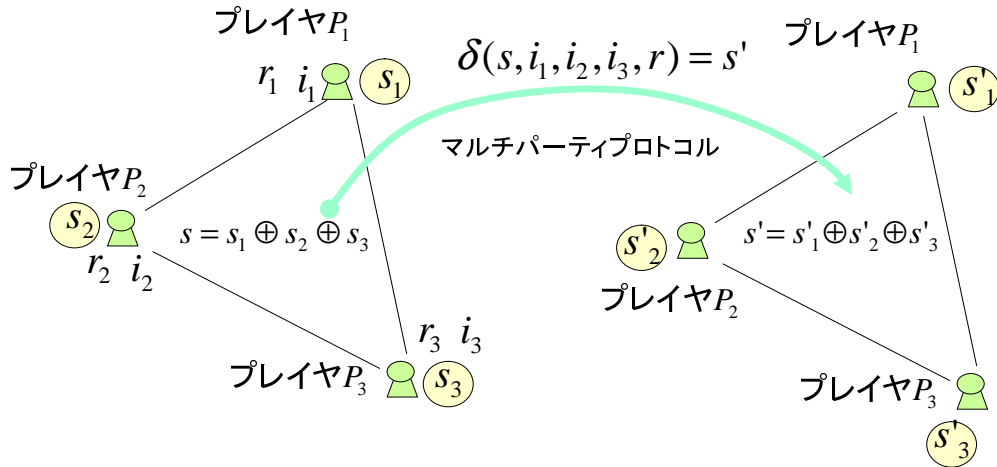 プレイヤP₁
r₁ i₁ s₁
プレイヤP₂
s₂
r₂ i₂
s = s₁ ⊕ s₂ ⊕ s₃
r₃ i₃
プレイヤP₃ s₃
δ(s,i₁,i₂,i₃,r) = s'
マルチパーティプロトコル
プレイヤP₁
s'₁
s'₂
プレイヤP₂
s'= s'₁⊕s'₂⊕s'₃
プレイヤP₃
s'₃